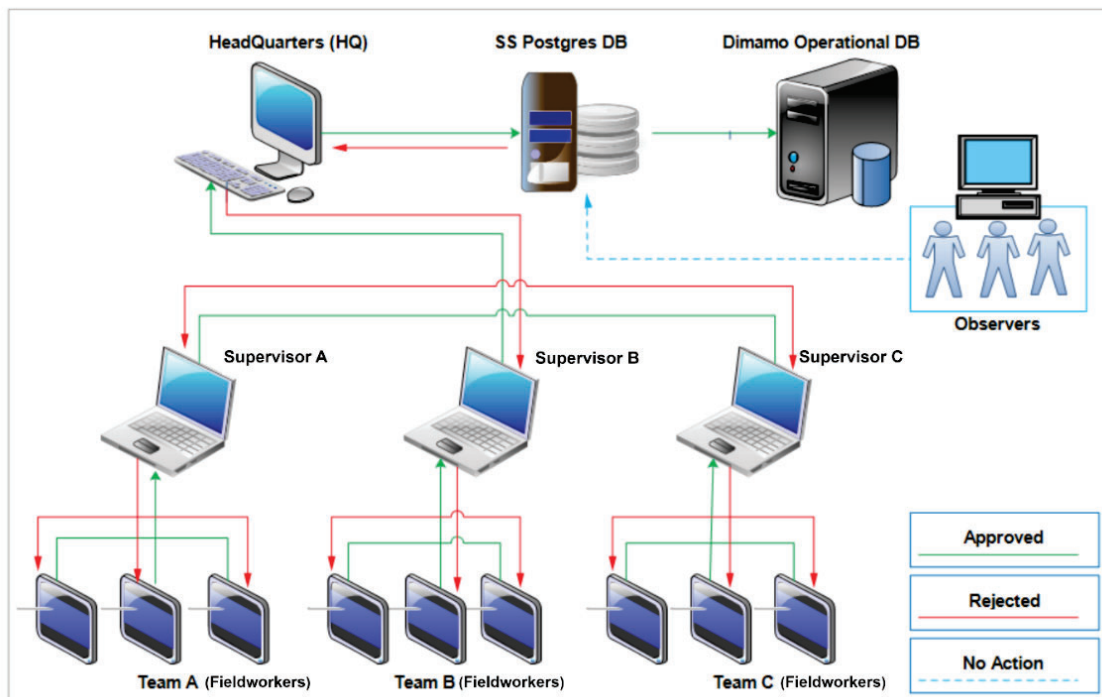 HeadQuarters (HQ)
SS Postgres DB
Dimamo Operational DB
Observers
Supervisor A
Supervisor B
Supervisor C
Approved
Rejected
No Action
Team A (Fieldworkers)
Team B (Fieldworkers)
Team C (Fieldworkers)